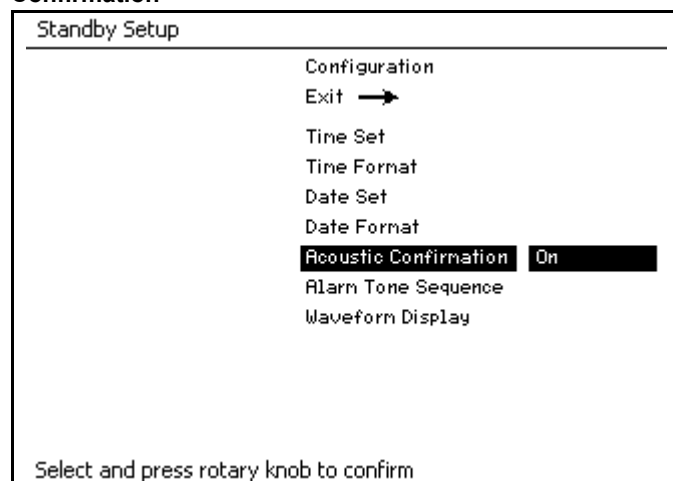 Confirmation
Standby Setup
Configuration
Exit →
Time Set
Time Format
Date Set
Date Format
Acoustic Confirmation On
Alarm Tone Sequence
Waveform Display
Select and press rotary knob to confirm